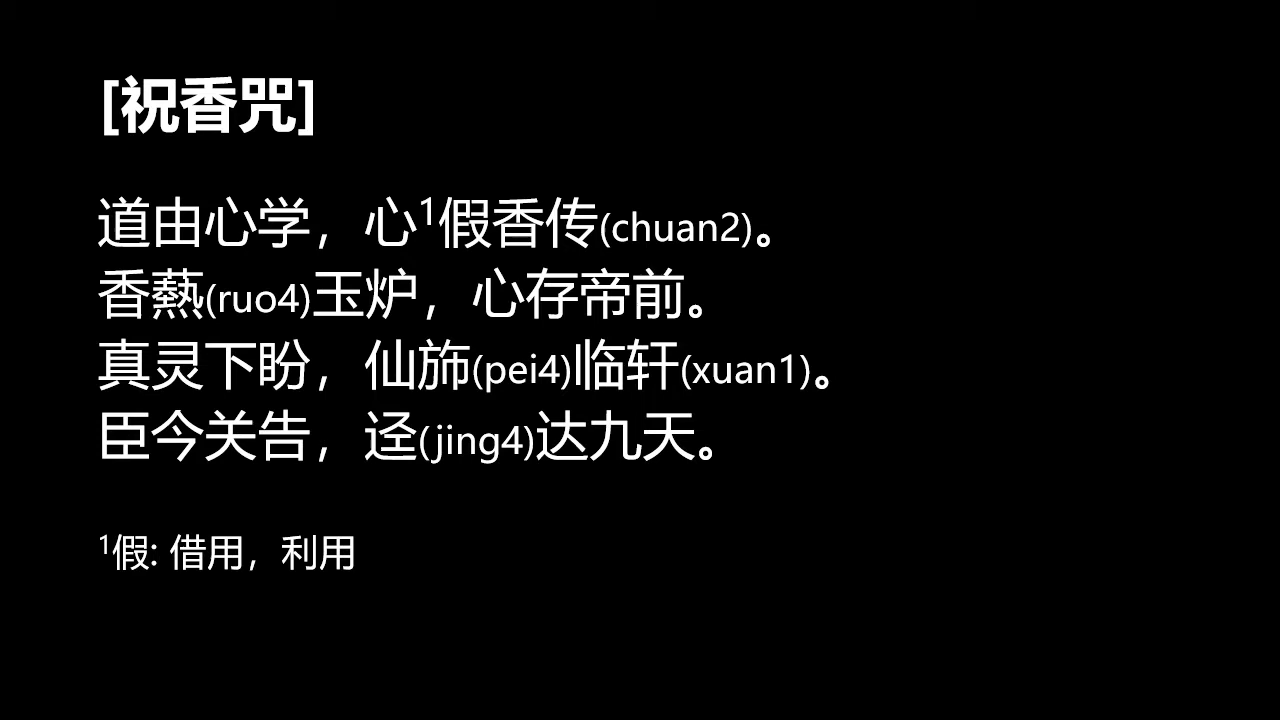 [祝香咒]
道由心学，心¹假香传(chuan2)。
香爇(ruo4)玉炉，心存帝前。
真灵下盼，仙旆(pei4)临轩(xuan1)。
臣今关告，迳(jing4)达九天。
¹假: 借用，利用